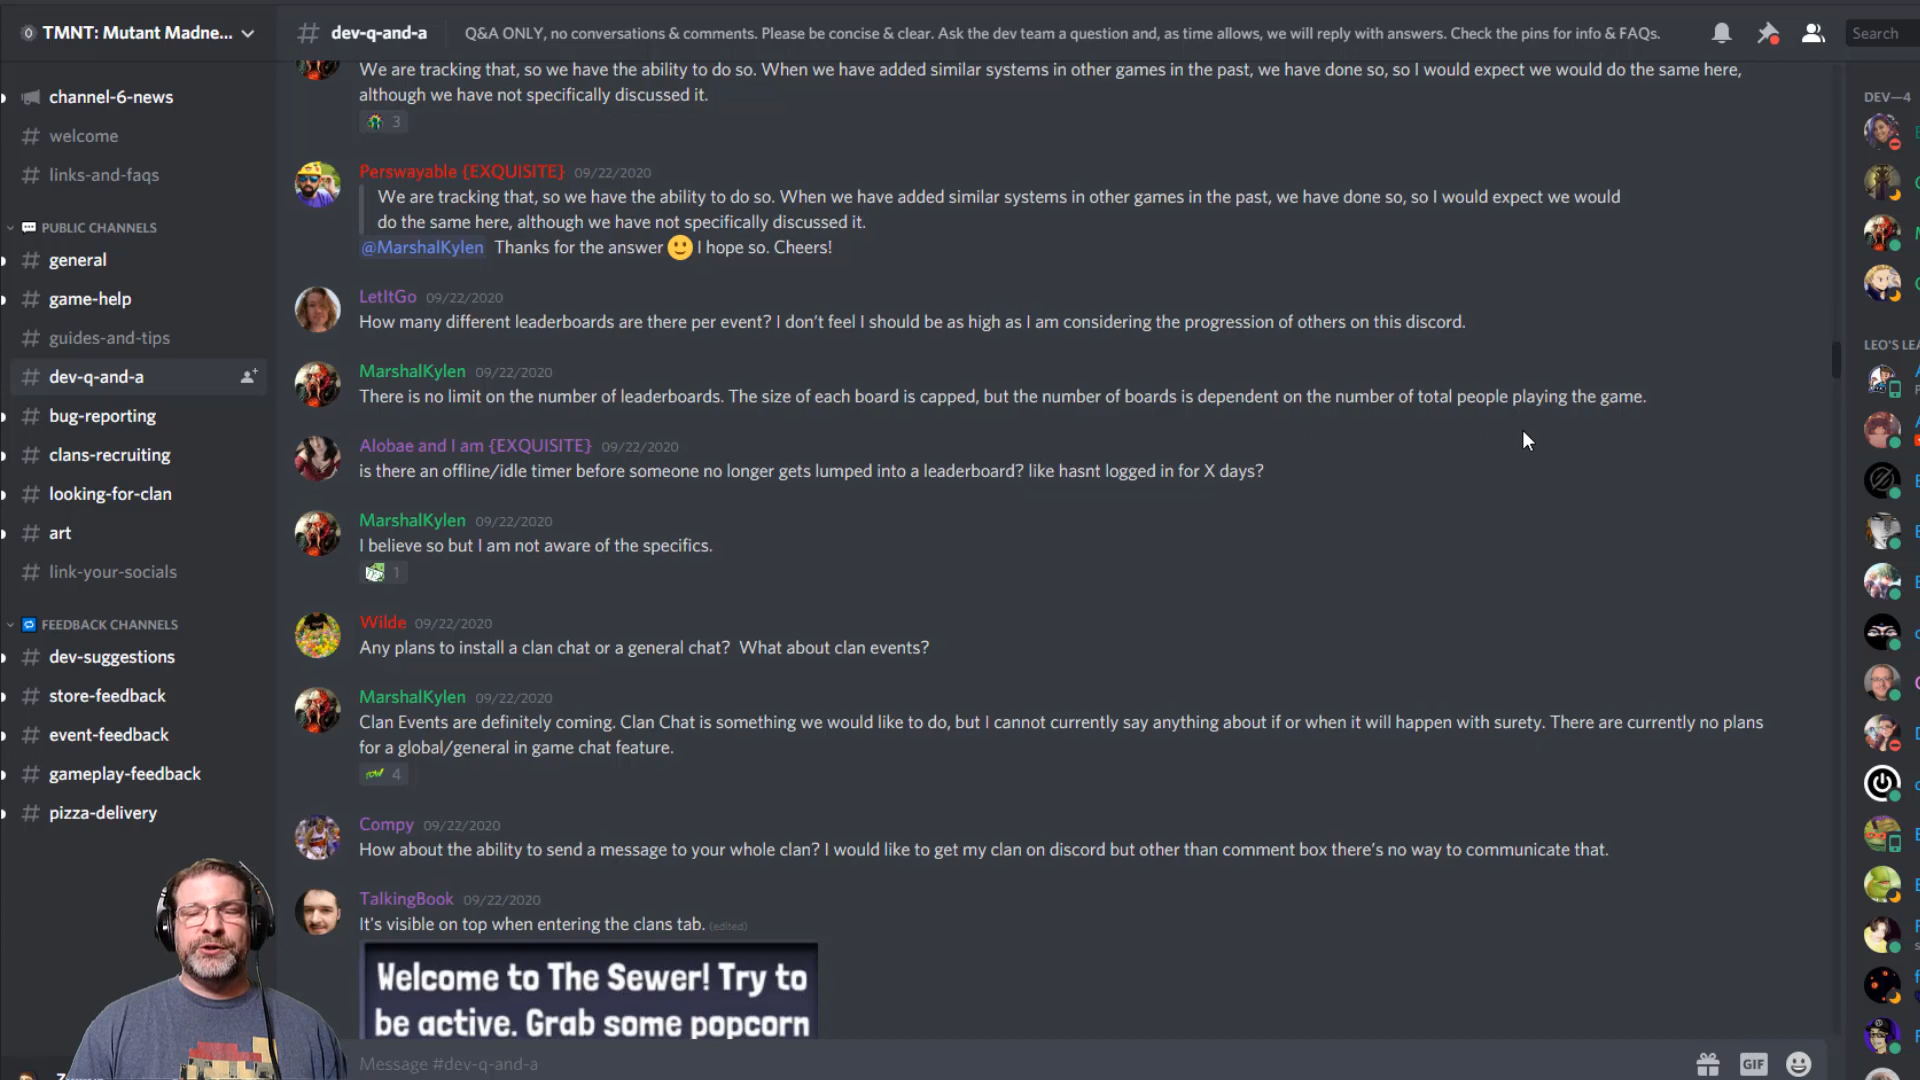 TMNT: Mutant Madne...
channel-6-news
welcome
links-and-faqs
PUBLIC CHANNELS
general
game-help
guides-and-tips
dev-q-and-a
bug-reporting
clans-recruiting
looking-for-clan
art
link-your-socials
FEEDBACK CHANNELS
dev-suggestions
store-feedback
event-feedback
gameplay-feedback
pizza-delivery
dev-q-and-a
Q&A ONLY, no conversations & comments. Please be concise & clear. Ask the dev team a question and, as time allows, we will reply with answers. Check the pins for info & FAQs.
Search
We are tracking that, so we have the ability to do so. When we have added similar systems in other games in the past, we have done so, so I would expect we would do the same here,
although we have not specifically discussed it.
3
Perswayable {EXQUISITE} 09/22/2020
We are tracking that, so we have the ability to do so. When we have added similar systems in other games in the past, we have done so, so I would expect we would
do the same here, although we have not specifically discussed it.
@MarshalKylen Thanks for the answer I hope so. Cheers!
LetItGo 09/22/2020
How many different leaderboards are there per event? I don't feel I should be as high as I am considering the progression of others on this discord.
MarshalKylen 09/22/2020
There is no limit on the number of leaderboards. The size of each board is capped, but the number of boards is dependent on the number of total people playing the game.
Alobae and I am {EXQUISITE} 09/22/2020
is there an offline/idle timer before someone no longer gets lumped into a leaderboard? like hasnt logged in for X days?
MarshalKylen 09/22/2020
I believe so but I am not aware of the specifics.
1
Wilde 09/22/2020
Any plans to install a clan chat or a general chat? What about clan events?
MarshalKylen 09/22/2020
Clan Events are definitely coming. Clan Chat is something we would like to do, but I cannot currently say anything about if or when it will happen with surety. There are currently no plans
for a global/general in game chat feature.
4
Compy 09/22/2020
How about the ability to send a message to your whole clan? I would like to get my clan on discord but other than comment box there's no way to communicate that.
TalkingBook 09/22/2020
It's visible on top when entering the clans tab. (edited)
Welcome to The Sewer! Try to
be active. Grab some popcorn
Message #dev-q-and-a
GIF
DEV—4
LEO'S LEA